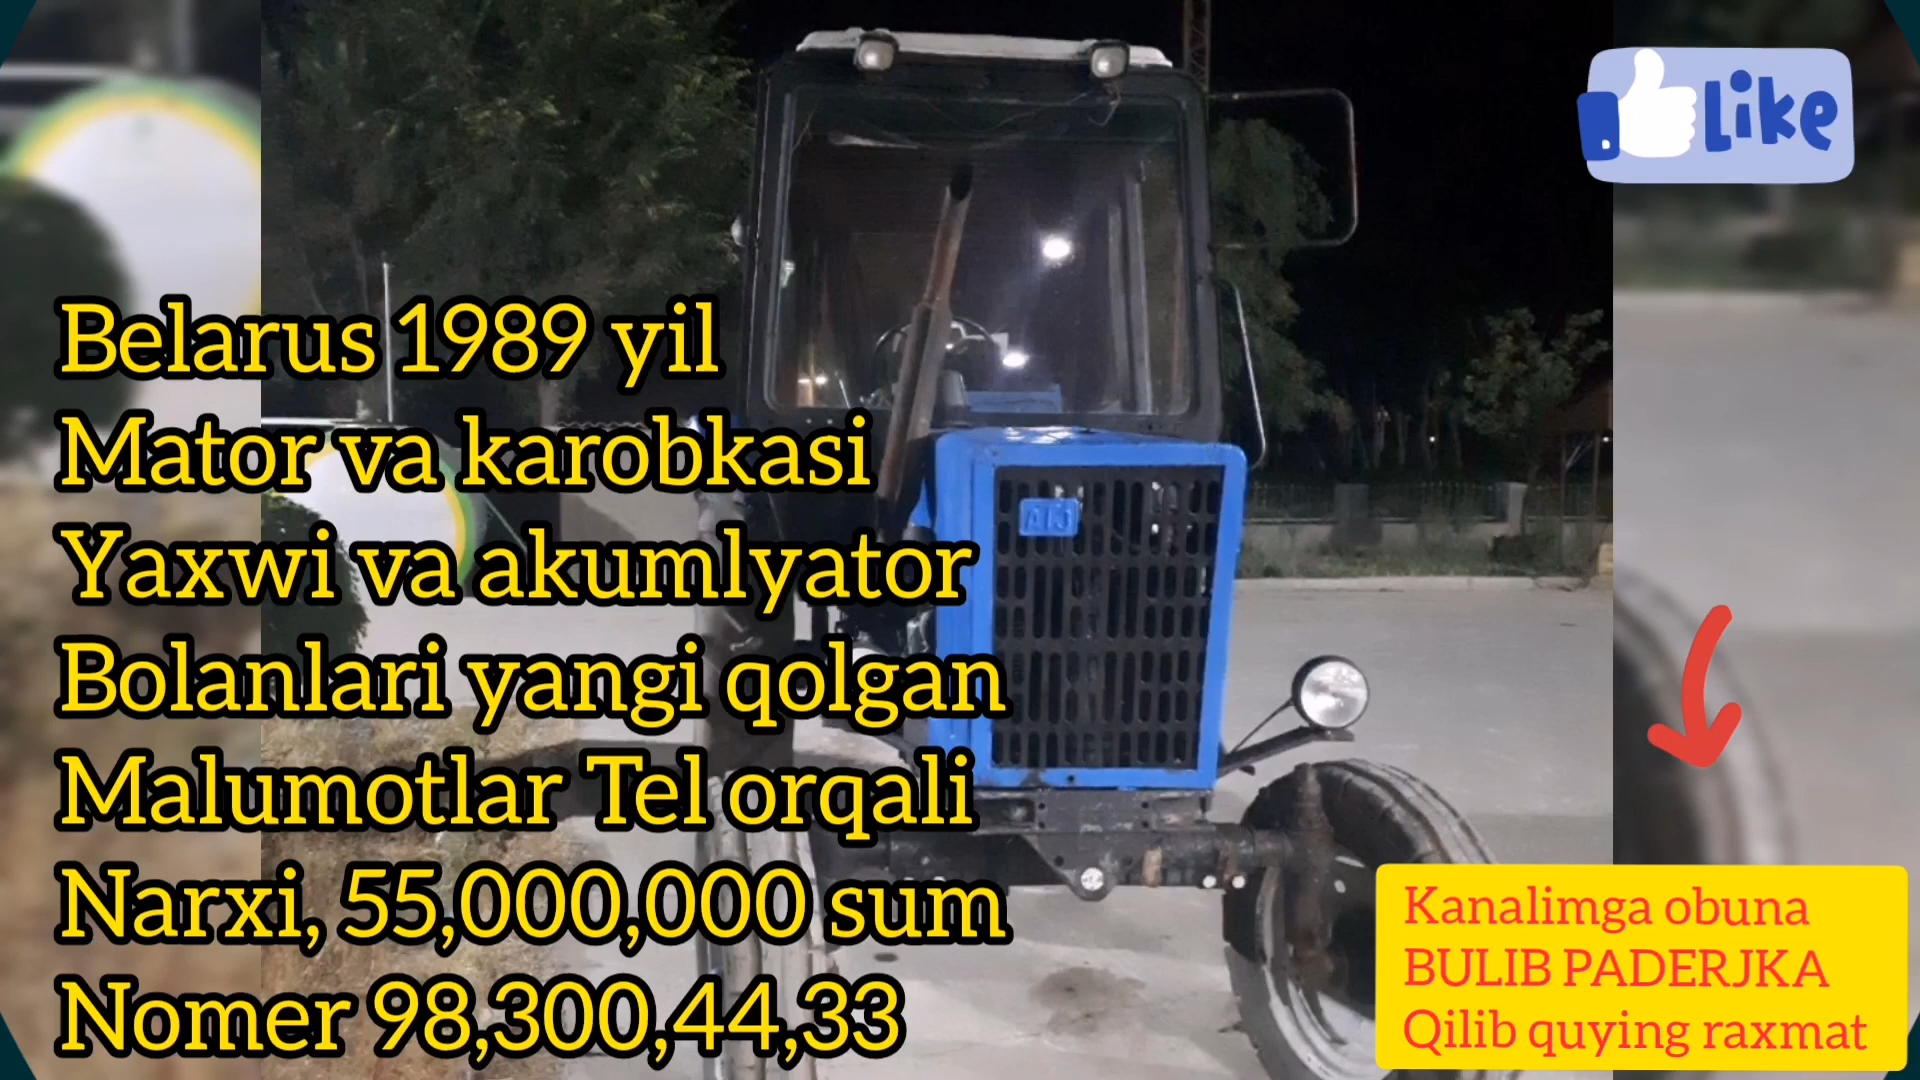 Like
Belarus 1989 yil
Mator va karobkasi
Yaxwi va akumlyator
Bolanlari yangi qolgan
Malumotlar Tel orqali
Narxi, 55,000,000 sum
Nomer 98,300,44,33
Kanalimga obuna
BULIB PADERJKA
Qilib quying raxmat